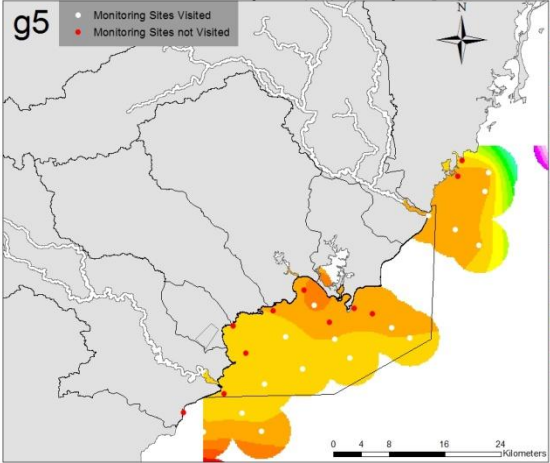 g5
Monitoring Sites Visited
Monitoring Sites not Visited
N
0 4 8 16 24
Kilometers